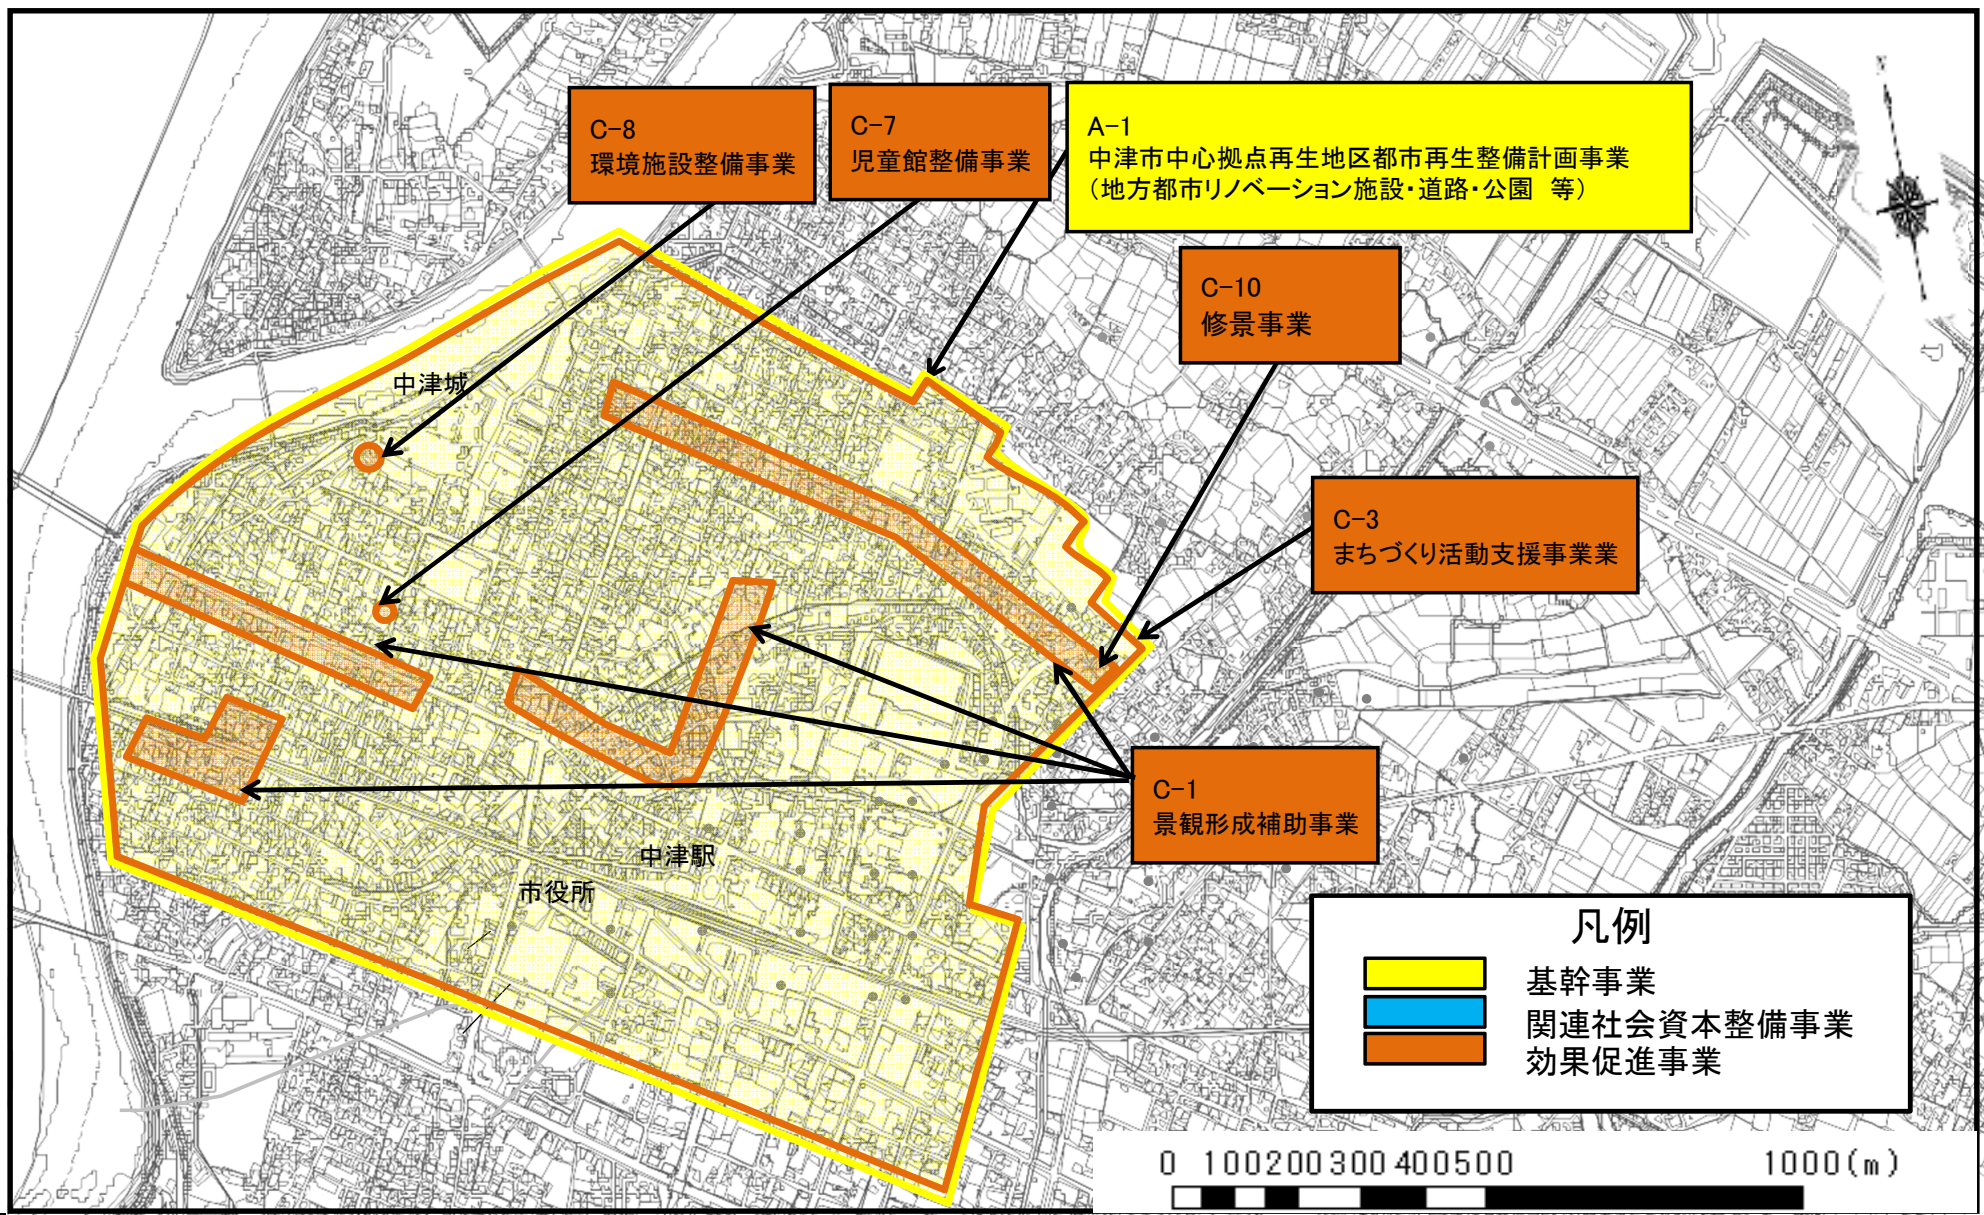 C-8
環境施設整備事業
C-7
児童館整備事業
A-1
中津市中心拠点再生地区都市再生整備計画事業
(地方都市リノベーション施設・道路・公園 等)
C-10
修景事業
中津城
C-3
まちづくり活動支援事業業
C-1
景観形成補助事業
中津駅
市役所
凡例
基幹事業
関連社会資本整備事業
効果促進事業
0 100200300400500 1000(m)